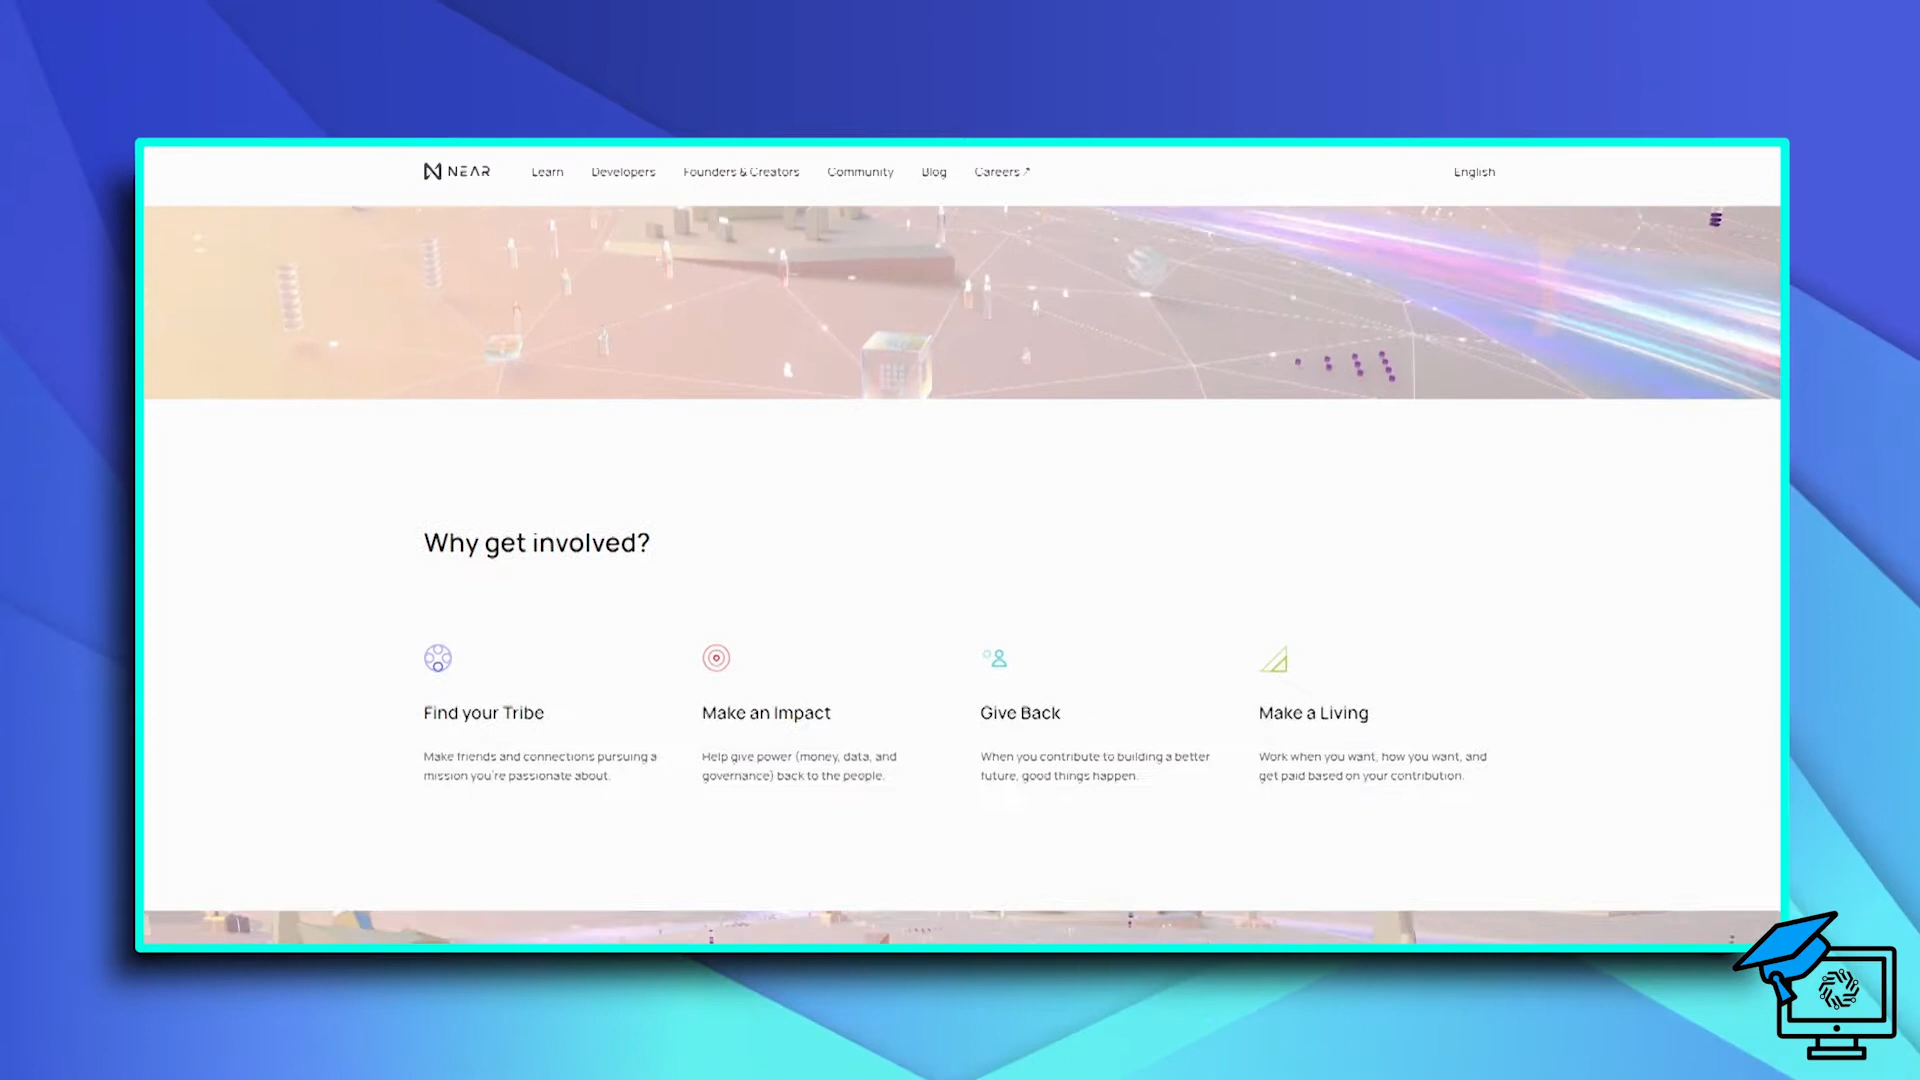 NEAR
Learn
Developers
Founders & Creators
Community
Blog
Careers ↗
English
Why get involved?
Find your Tribe
Make friends and connections pursuing a
mission you're passionate about.
Make an Impact
Help give power (money, data, and
governance) back to the people.
Give Back
When you contribute to building a better
future, good things happen.
Make a Living
Work when you want, how you want, and
get paid based on your contribution.